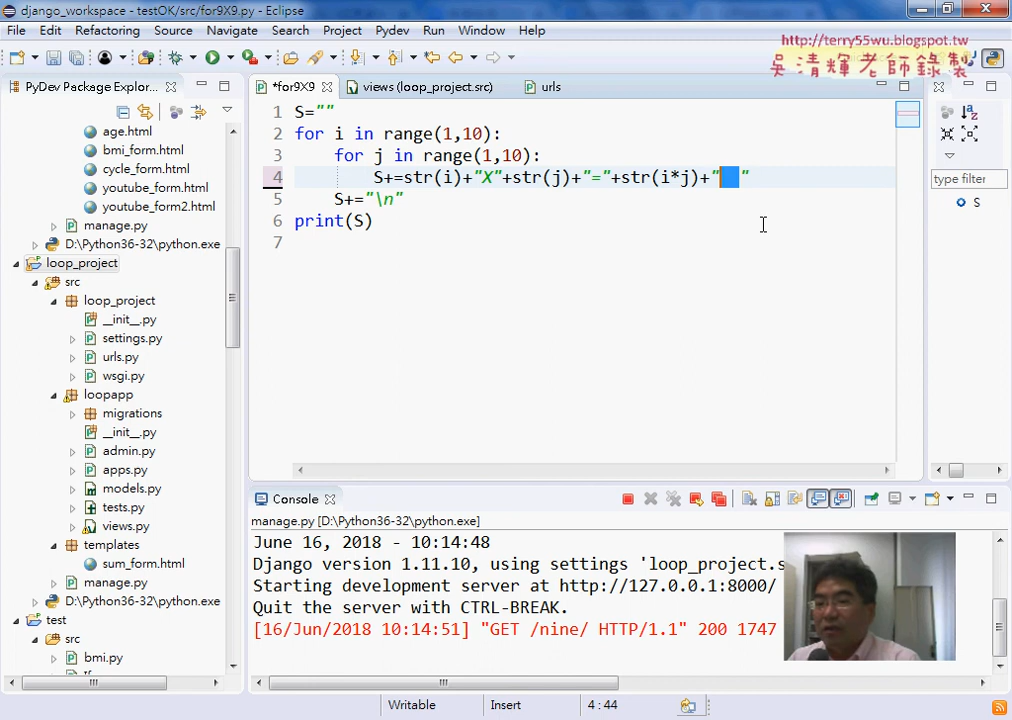 django_workspace - testOK/src/for9X9.py - Eclipse
File Edit Refactoring Source Navigate Search Project Pydev Run Window Help
http://terry55wu.blogspot.tw
吳清輝老師錄製
PyDev Package Explor...
*for9X9
views (loop_project.src)
urls
age.html
bmi_form.html
cycle_form.html
youtube_form.html
youtube_form2.html
manage.py
D:\Python36-32\python.exe
loop_project
src
loop_project
__init__.py
settings.py
urls.py
wsgi.py
loopapp
migrations
__init__.py
admin.py
apps.py
models.py
tests.py
views.py
templates
sum_form.html
manage.py
D:\Python36-32\python.exe
test
src
bmi.py
1 S=""
2 for i in range(1,10):
3 for j in range(1,10):
4 S+=str(i)+"X"+str(j)+"="+str(i*j)+" "
5 S+="\n"
6 print(S)
7
type filter
S
Console
manage.py [D:\Python36-32\python.exe]
June 16, 2018 - 10:14:48
Django version 1.11.10, using settings 'loop_project.s
Starting development server at http://127.0.0.1:8000/
Quit the server with CTRL-BREAK.
[16/Jun/2018 10:14:51] "GET /nine/ HTTP/1.1" 200 1747
Writable
Insert
4 : 44